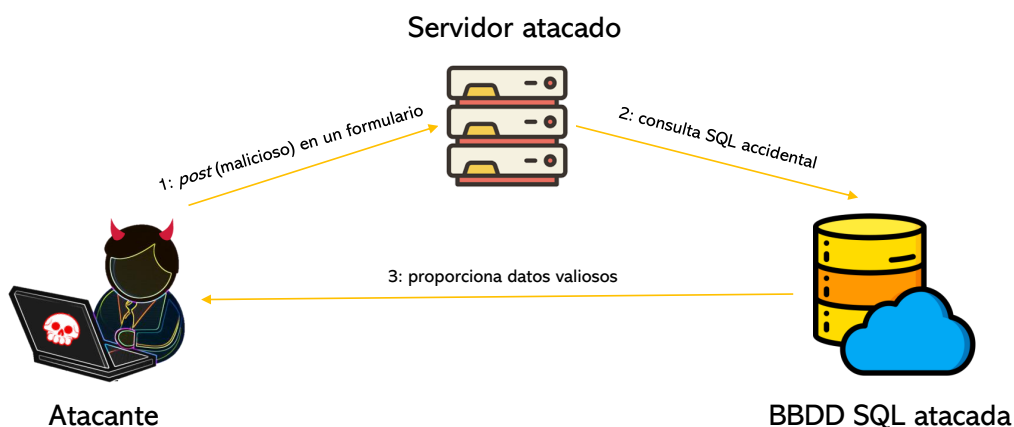 Servidor atacado
1: post (malicioso) en un formulario
2: consulta SQL accidental
3: proporciona datos valiosos
Atacante
BBDD SQL atacada